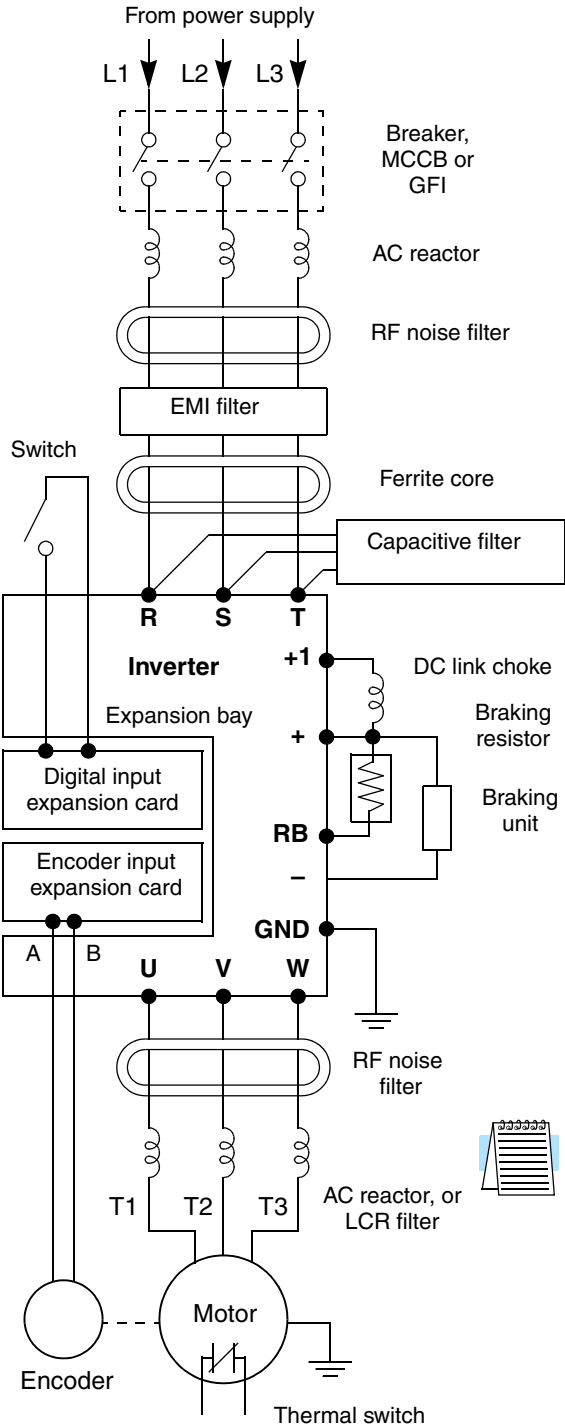 From power supply
L1 L2 L3
Breaker,
MCCB or
GFI
AC reactor
RF noise filter
EMI filter
Switch
Ferrite core
Capacitive filter
R S T
Inverter
+1
DC link choke
Expansion bay
+
Braking
resistor
Digital input
expansion card
Braking
unit
RB
Encoder input
expansion card
–
GND
A B
U V W
RF noise
filter
T1 T2 T3
AC reactor, or
LCR filter
Motor
Encoder
Thermal switch